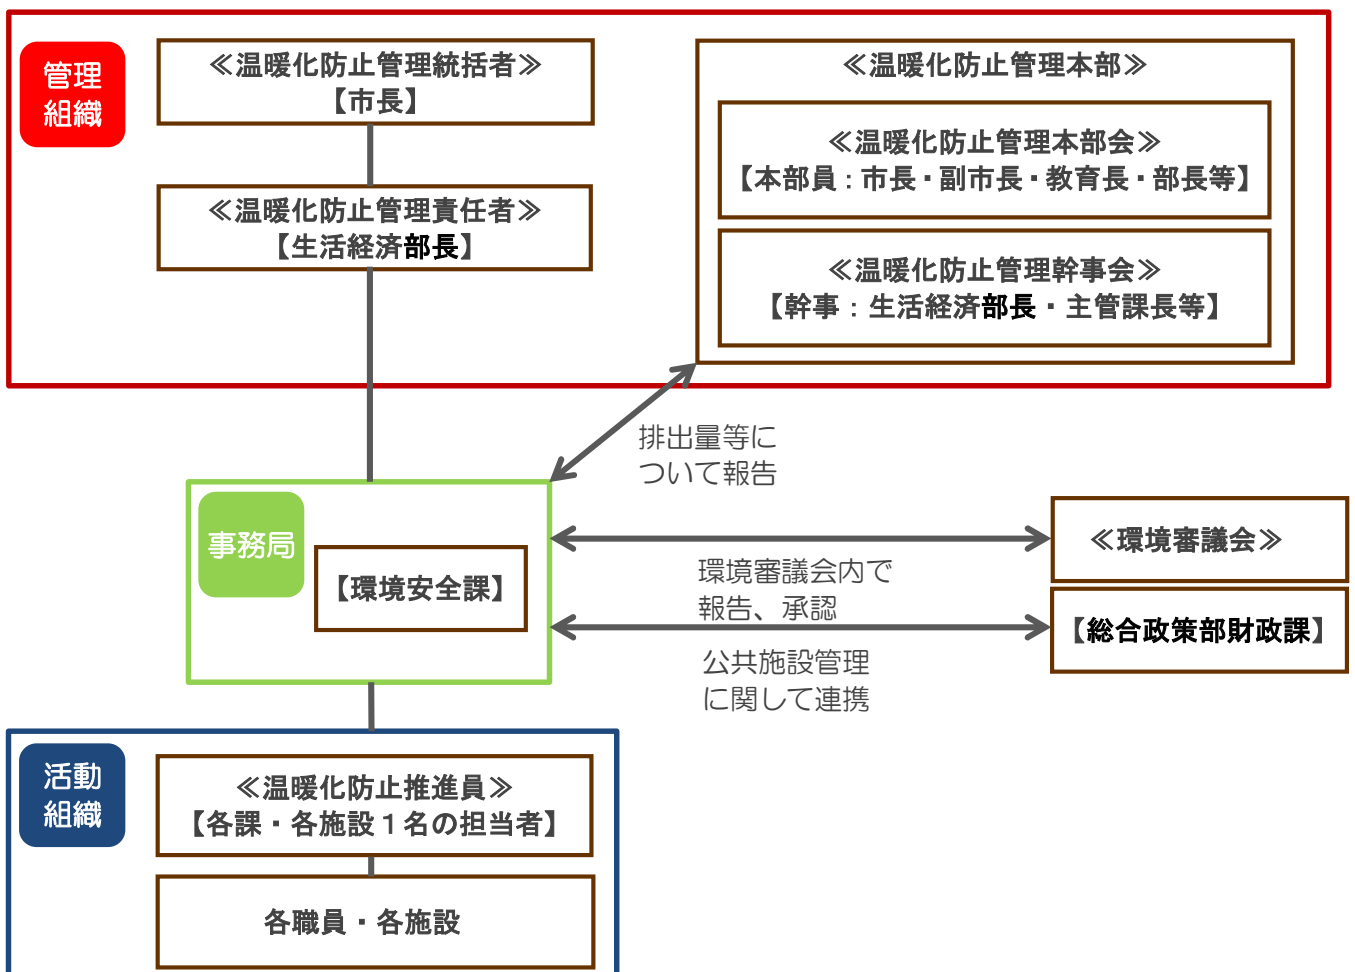 管理
組織
≪温暖化防止管理統括者≫
【市長】
≪温暖化防止管理責任者≫
【生活経済部長】
≪温暖化防止管理本部≫
≪温暖化防止管理本部会≫
【本部員：市長・副市長・教育長・部長等】
≪温暖化防止管理幹事会≫
【幹事：生活経済部長・主管課長等】
排出量等に
ついて報告
事務局
【環境安全課】
≪環境審議会≫
環境審議会内で
報告、承認
【総合政策部財政課】
公共施設管理
に関して連携
活動
組織
≪温暖化防止推進員≫
【各課・各施設１名の担当者】
各職員・各施設